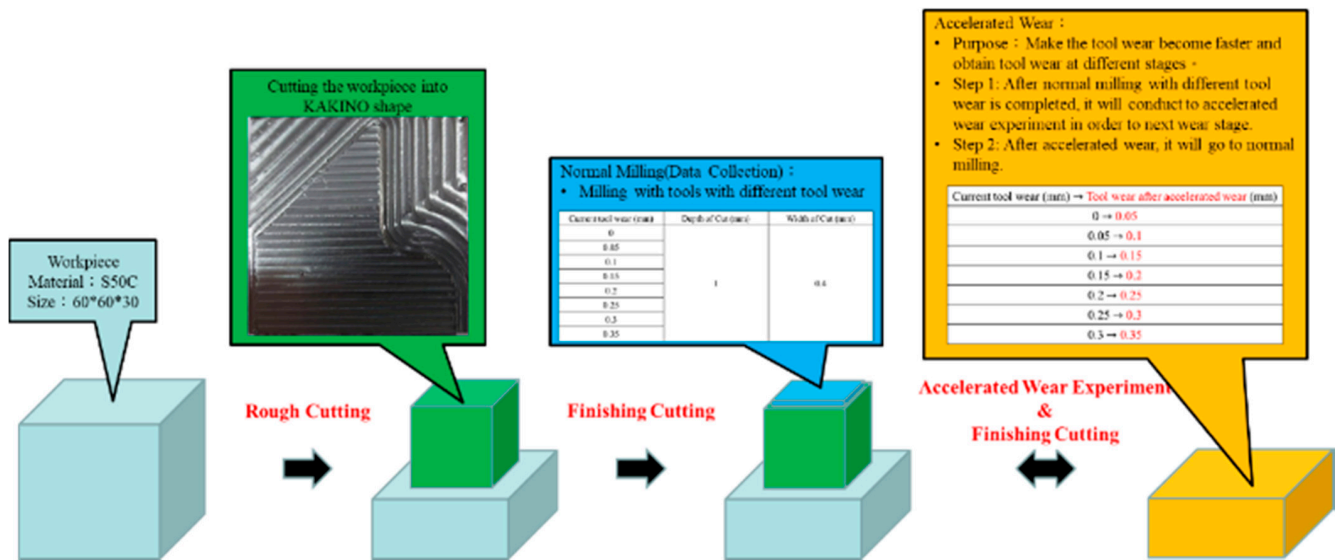 Workpiece
Material：S50C
Size：60*60*30
Cutting the workpiece into
KAKINO shape
Normal Milling(Data Collection)：
• Milling with tools with different tool wear
Current tool wear (mm) Depth of Cut (mm) Width of Cut (mm)
0
0.05
0.1
0.15
0.2
0.25
0.3
0.35
1
0.4
Accelerated Wear：
• Purpose：Make the tool wear become faster and
obtain tool wear at different stages。
• Step 1: After normal milling with different tool
wear is completed, it will conduct to accelerated
wear experiment in order to next wear stage.
• Step 2: After accelerated wear, it will go to normal
milling.
Current tool wear (mm) → Tool wear after accelerated wear (mm)
0 → 0.05
0.05 → 0.1
0.1 → 0.15
0.15 → 0.2
0.2 → 0.25
0.25 → 0.3
0.3 → 0.35
Rough Cutting
Finishing Cutting
Accelerated Wear Experiment
&
Finishing Cutting